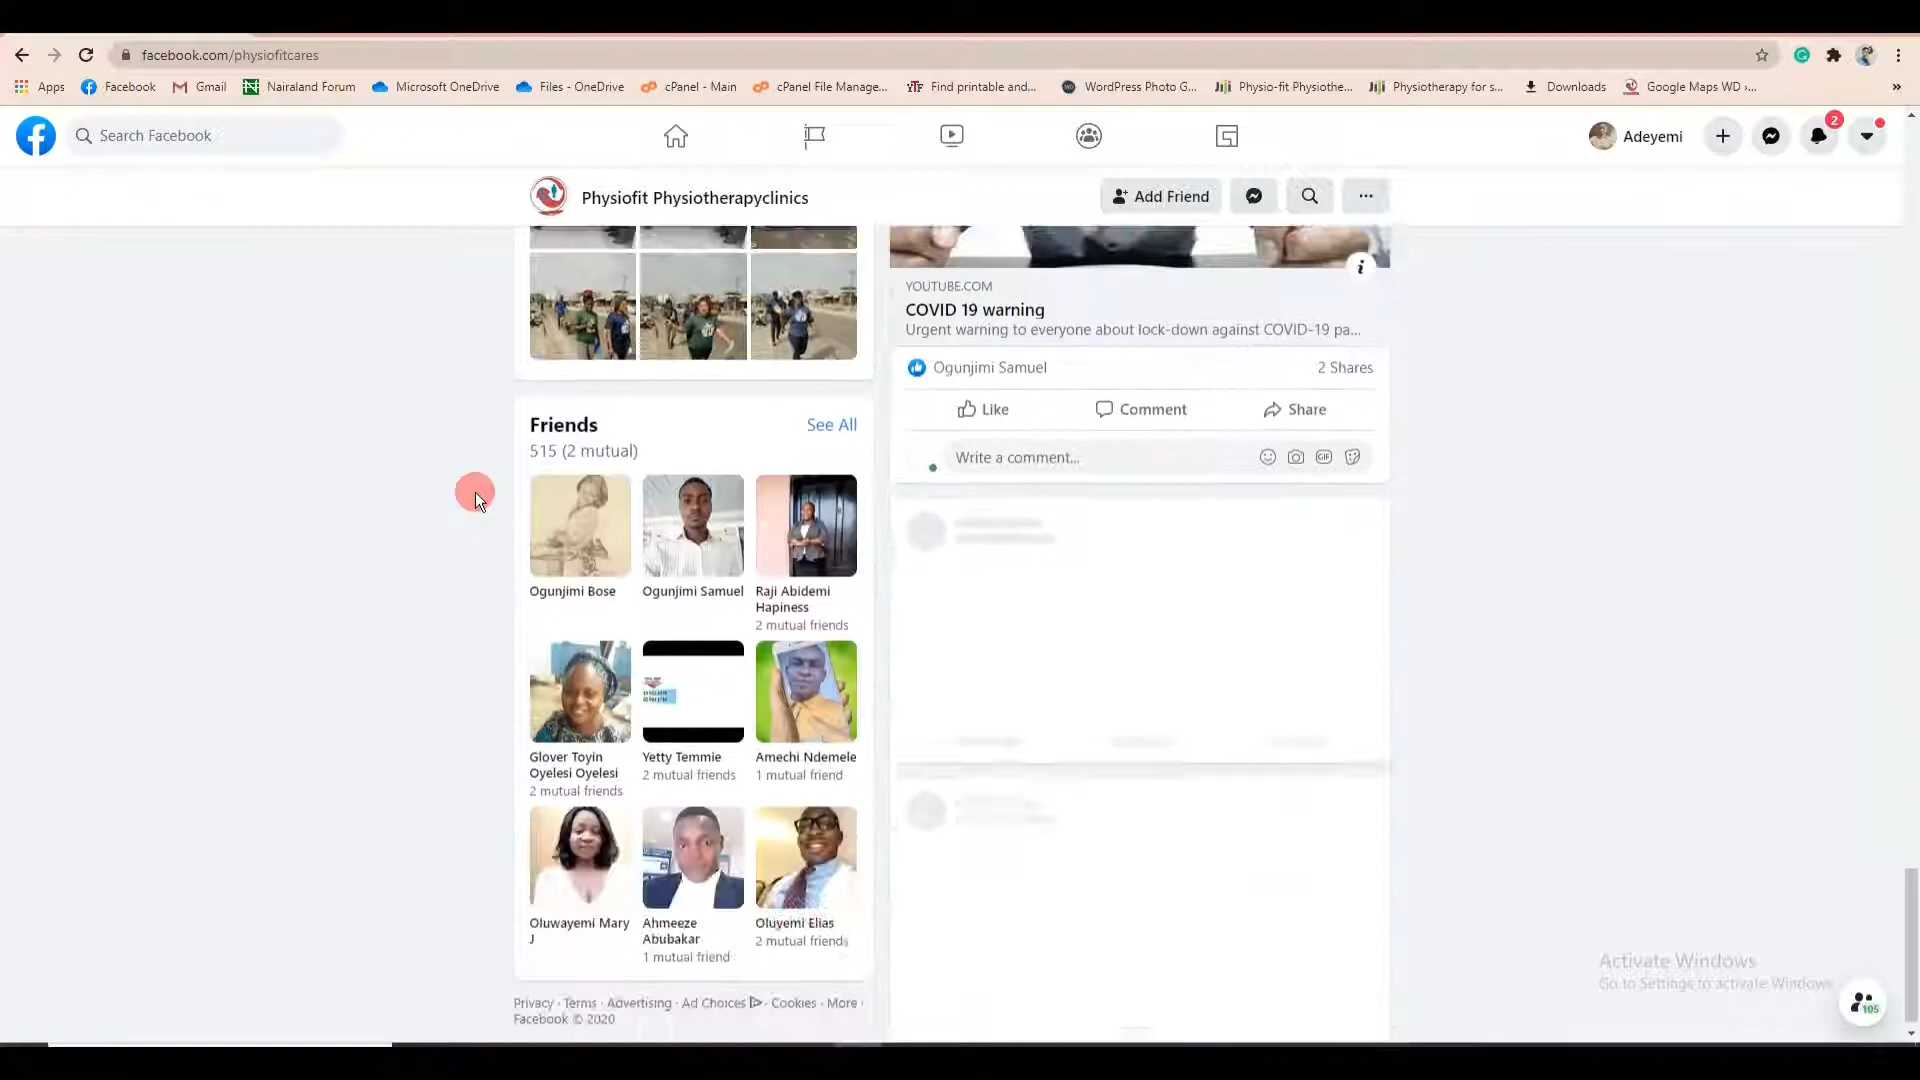 facebook.com/physiofitcares
Apps
Facebook
Gmail
Nairaland Forum
Microsoft OneDrive
Files - OneDrive
cPanel - Main
cPanel File Manage...
Find printable and...
WordPress Photo G...
Physio-fit Physiothe...
Physiotherapy for s...
Downloads
Google Maps WD ›...
»
Search Facebook
Adeyemi
2
Physiofit Physiotherapyclinics
Add Friend
YOUTUBE.COM
COVID 19 warning
Urgent warning to everyone about lock-down against COVID-19 pa...
Ogunjimi Samuel
2 Shares
Like
Comment
Share
Write a comment...
GIF
Friends
See All
515 (2 mutual)
Ogunjimi Bose
Ogunjimi Samuel
Raji Abidemi
Hapiness
2 mutual friends
Glover Toyin
Oyelesi Oyelesi
2 mutual friends
Yetty Temmie
2 mutual friends
Amechi Ndemele
1 mutual friend
Oluwayemi Mary
J
Ahmeeze
Abubakar
1 mutual friend
Oluyemi Elias
2 mutual friends
Privacy · Terms · Advertising · Ad Choices · Cookies · More ·
Facebook © 2020
Activate Windows
Go to Settings to activate Windows.
105